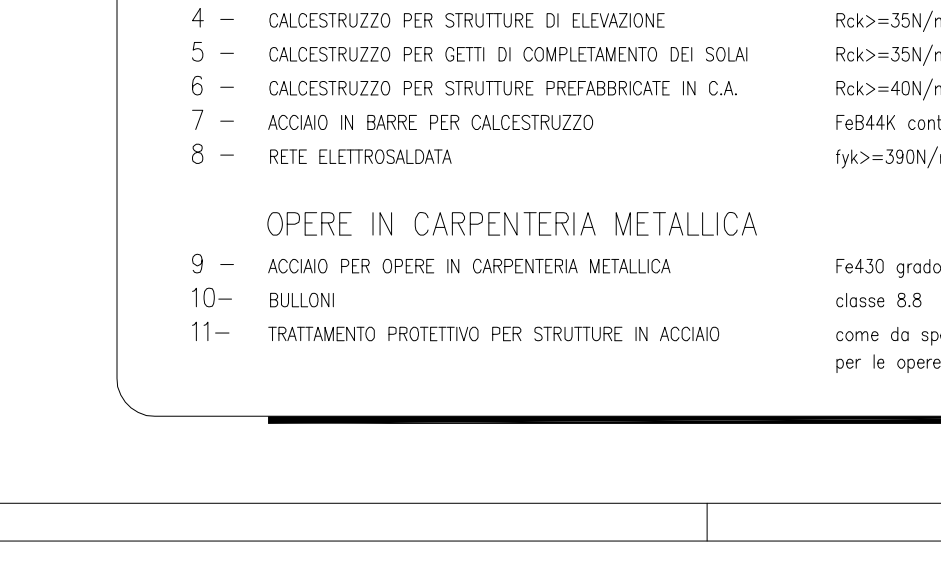 4 - CALCESTRUZZO PER STRUTTURE DI ELEVAZIONE Rck>=35N/
5 - CALCESTRUZZO PER GETTI DI COMPLETAMENTO DEI SOLAI Rck>=35N/
6 - CALCESTRUZZO PER STRUTTURE PREFABBRICATE IN C.A. Rck>=40N/
7 - ACCIAIO IN BARRE PER CALCESTRUZZO FeB44K cont
8 - RETE ELETTROSALDATA fyk>=390N/
OPERE IN CARPENTERIA METALLICA
9 - ACCIAIO PER OPERE IN CARPENTERIA METALLICA Fe430 grado
10- BULLONI classe 8.8
11- TRATTAMENTO PROTETTIVO PER STRUTTURE IN ACCIAIO come da spe
per le opere